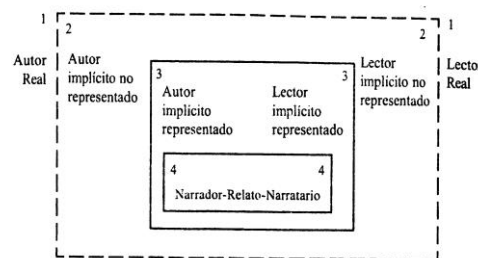 1 2 2 1
Autor Real
Autor implícito no representado
Lector implícito no representado
Lecto Real
3 3
Autor implícito representado
Lector implícito representado
4 4
Narrador-Relato-Narratario